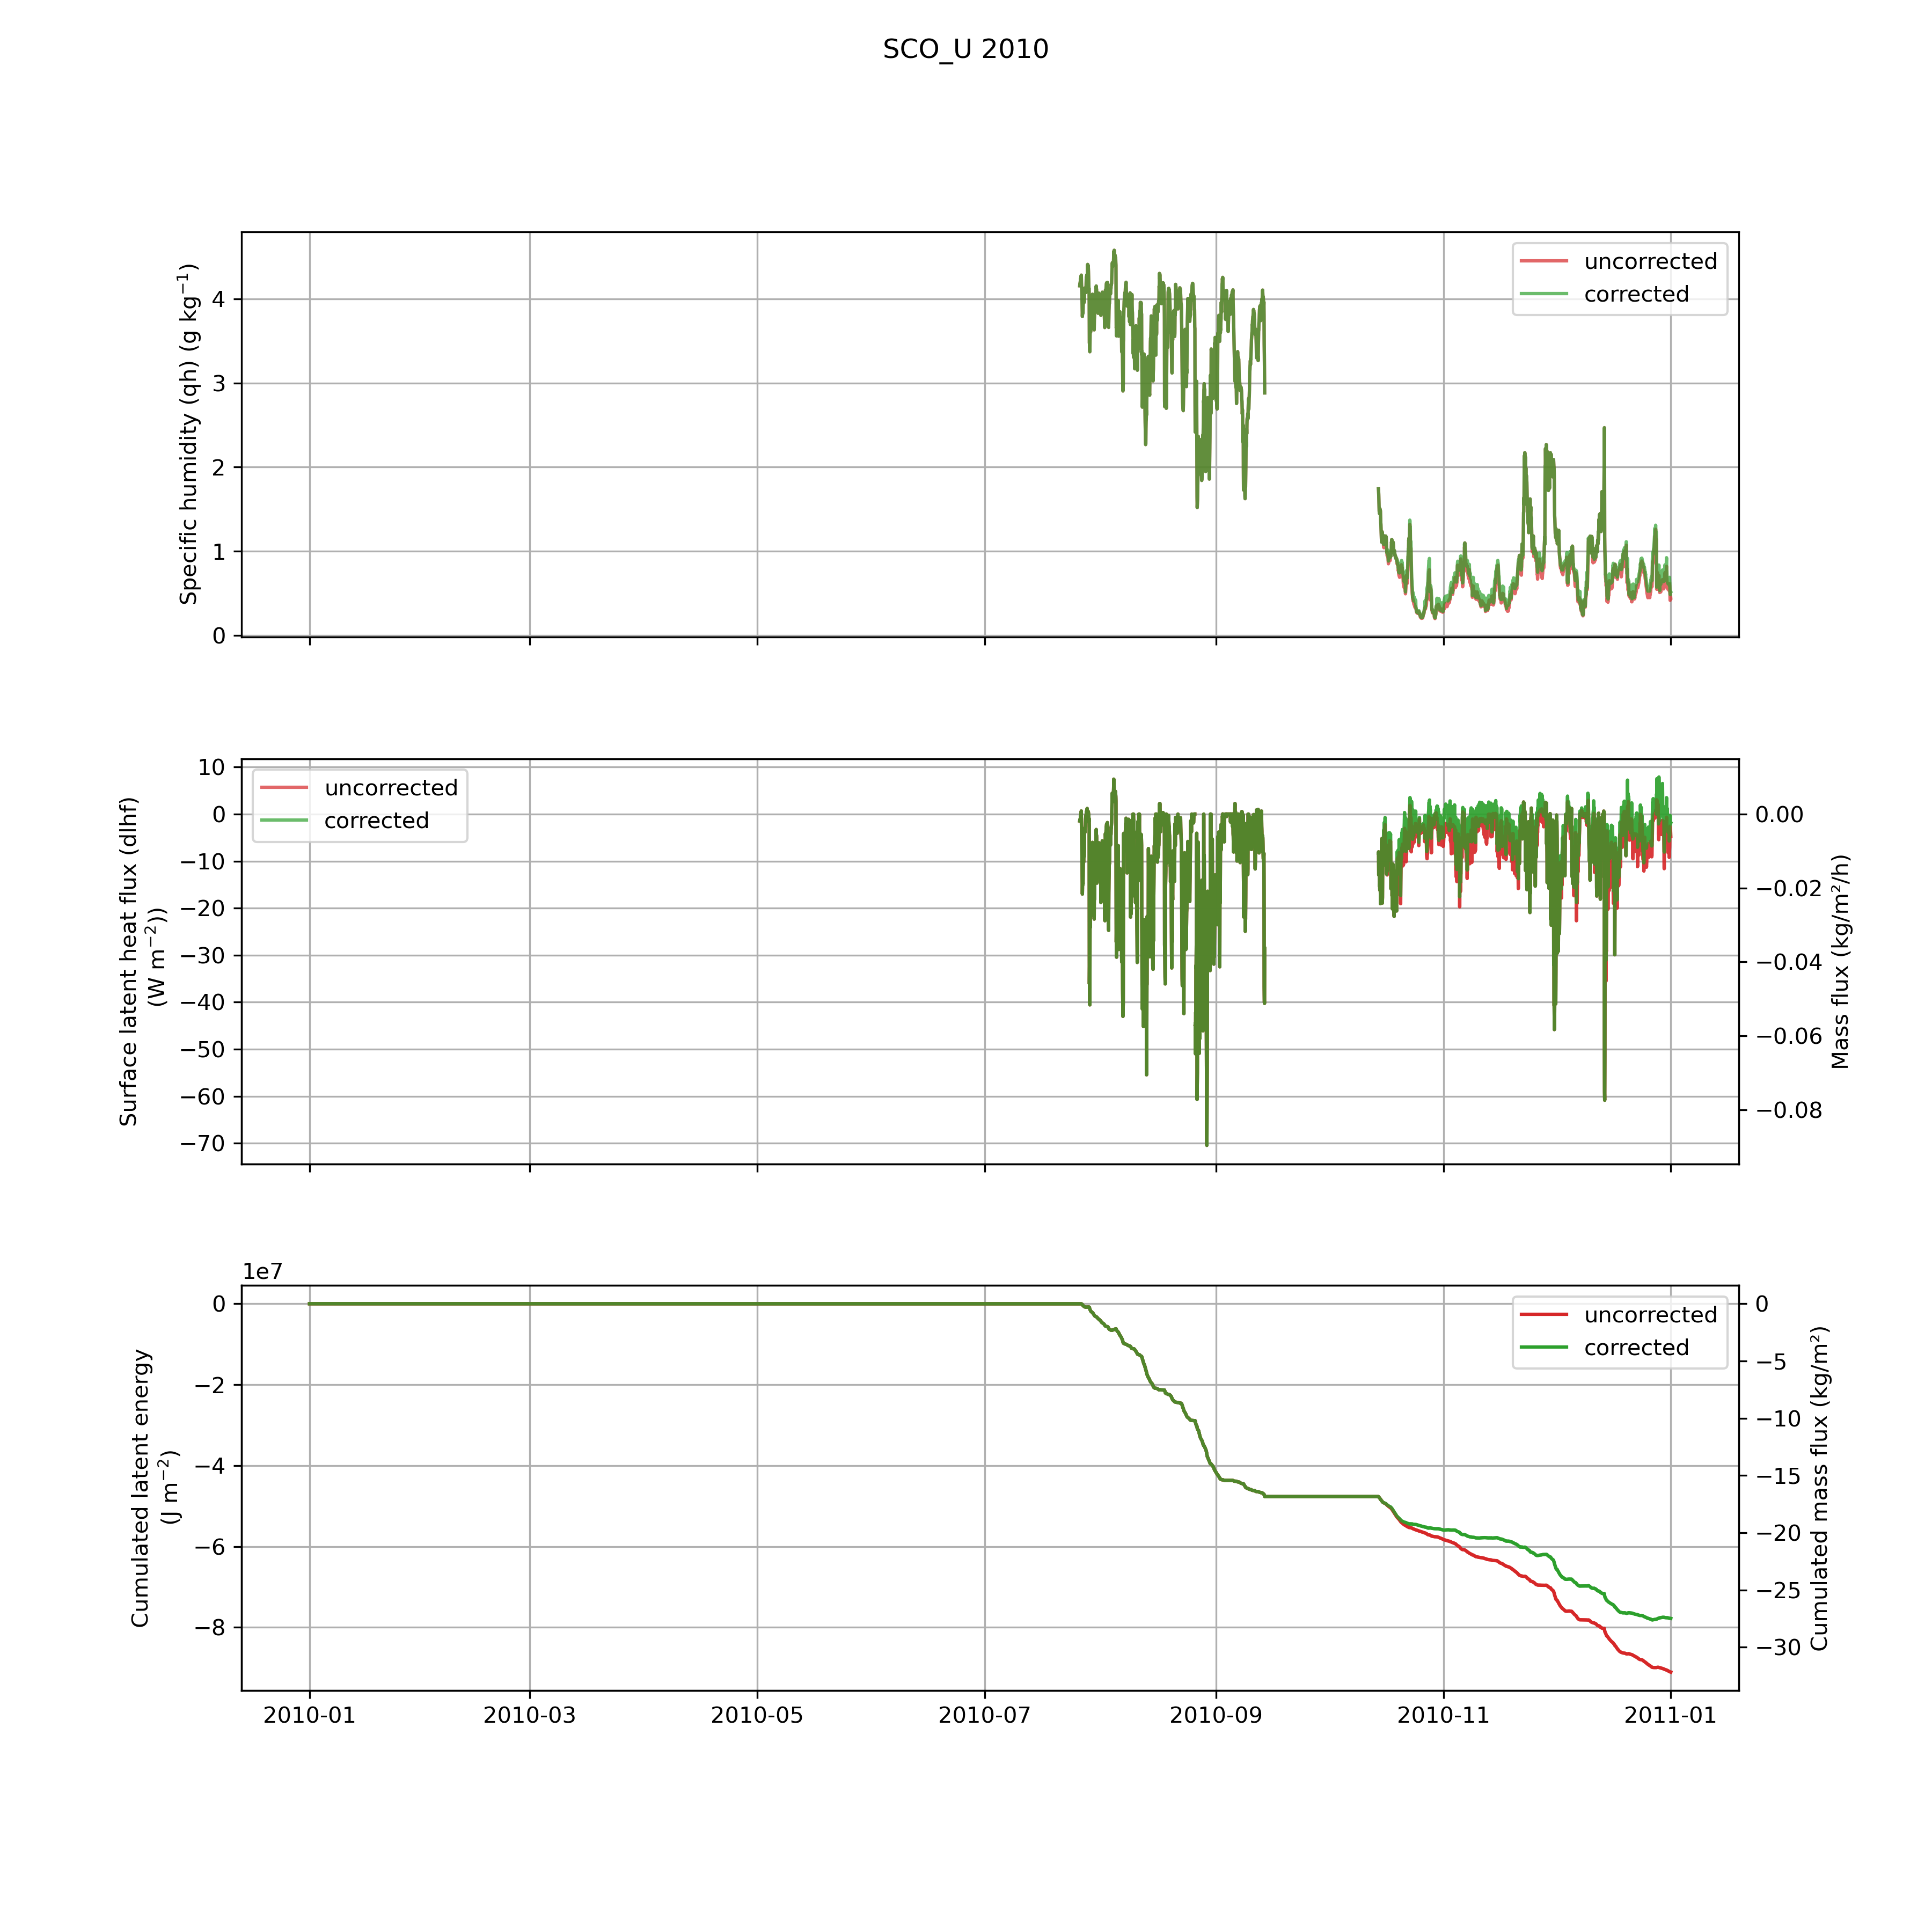 SCO_U 2010
Specific humidity (qh) (g kg⁻¹)
4
3
2
1
0
uncorrected
corrected
Surface latent heat flux (dlhf)
(W m⁻²))
10
0
−10
−20
−30
−40
−50
−60
−70
uncorrected
corrected
0.00
−0.02
−0.04
−0.06
−0.08
Mass flux (kg/m²/h)
1e7
Cumulated latent energy
(J m⁻²)
0
−2
−4
−6
−8
uncorrected
corrected
0
−5
−10
−15
−20
−25
−30
Cumulated mass flux (kg/m²)
2010-01
2010-03
2010-05
2010-07
2010-09
2010-11
2011-01